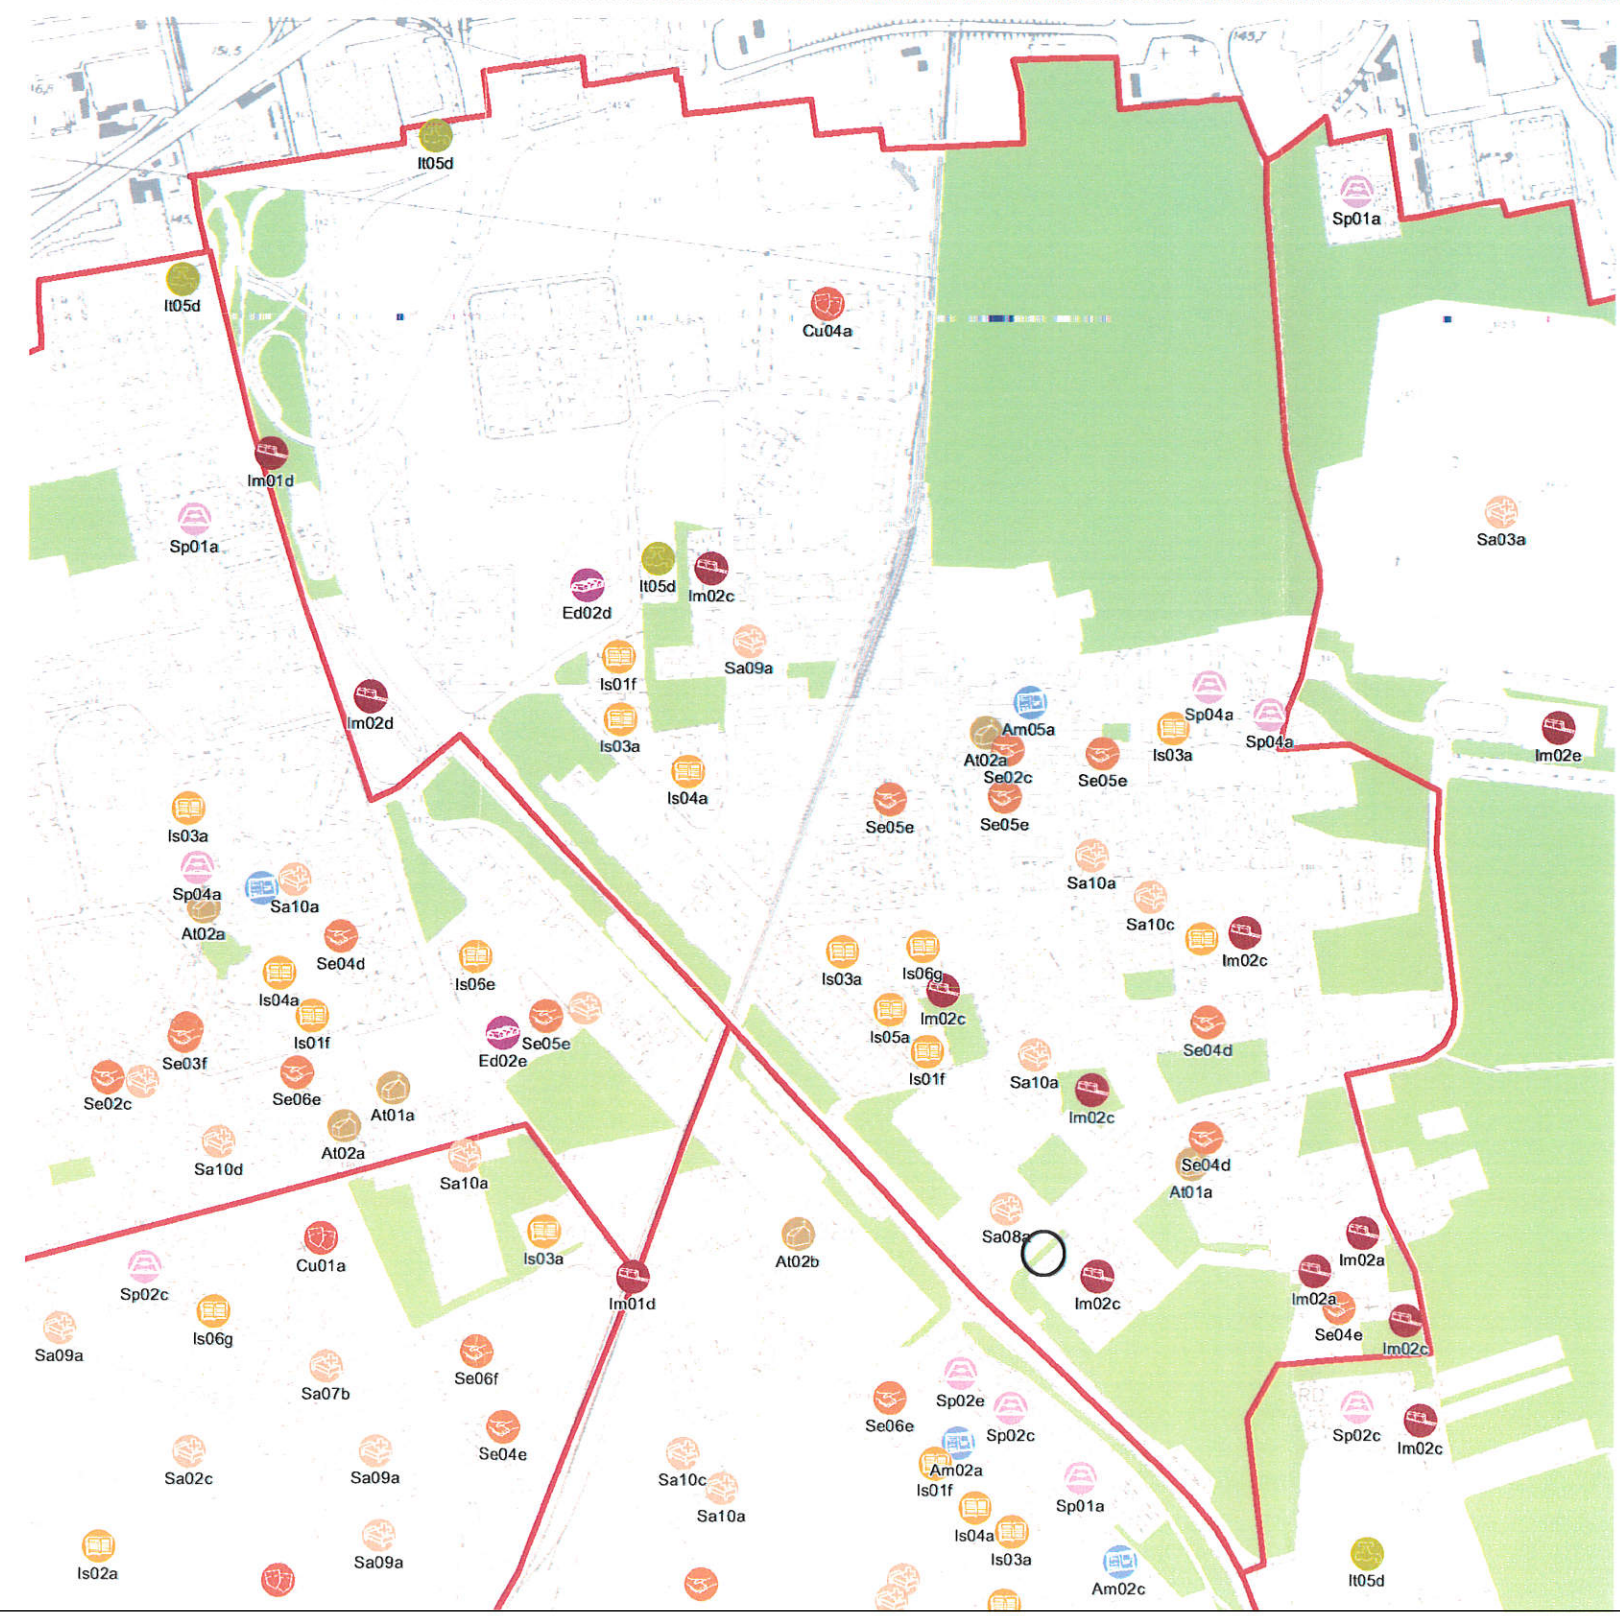 145,7
It05d
Sp01a
It05d
Cu04a
Im01d
Sp01a
Sa03a
It05d
Im02c
Ed02d
Is01f
Sa09a
Im02d
Is03a
Sp04a
Am05a
Sp04a
At02a
Is03a
Im02e
Se02c
Se05e
Is04a
Se05e
Se05e
Is03a
Sa10a
Sp04a
Sa10a
Sa10c
At02a
Se04d
Im02c
Is04a
Is06e
Is03a
Is06g
Im02c
Is01f
Se05e
Is05a
Se04d
Ed02e
Se03f
Is01f
Sa10a
Se02c
Se06e
At01a
Im02c
At02a
Sa10d
Sa10a
Se04d
At01a
Sa08a
Cu01a
Is03a
At02b
Im02a
Sp02c
Im01d
Im02c
Im02a
Is06g
Se04e
Sa09a
Im02c
Se06f
Sa07b
Sp02e
Se06e
Sp02c
Sp02c
Im02c
Se04e
Am02a
Sa02c
Sa09a
Sa10c
Is01f
Sp01a
Sa10a
Is04a
Sa09a
Is03a
Is02a
Am02c
It05d